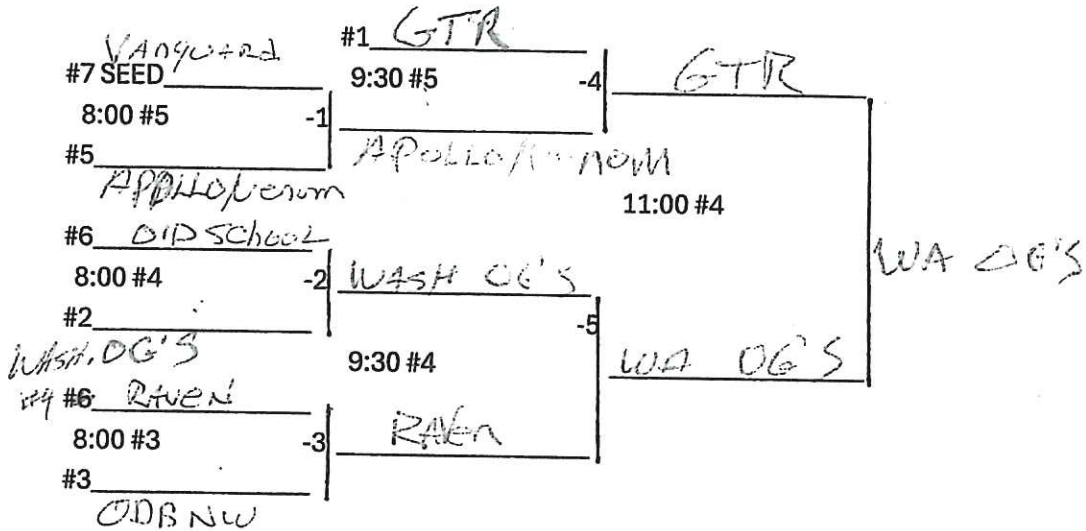 Vanguard
#1 GTR
#7 SEED
9:30 #5 -4 GTR
8:00 #5 -1
#5 APOLLO/
APOLLO/Venom
11:00 #4
#6 OLD SCHOOL
WA OG'S
8:00 #4 -2 WASH OG'S
#2 -5
WASH. OG'S
9:30 #4 WA OG'S
#4 #6 RAVEN
8:00 #3 -3 RAVEN
#3
ODB NW